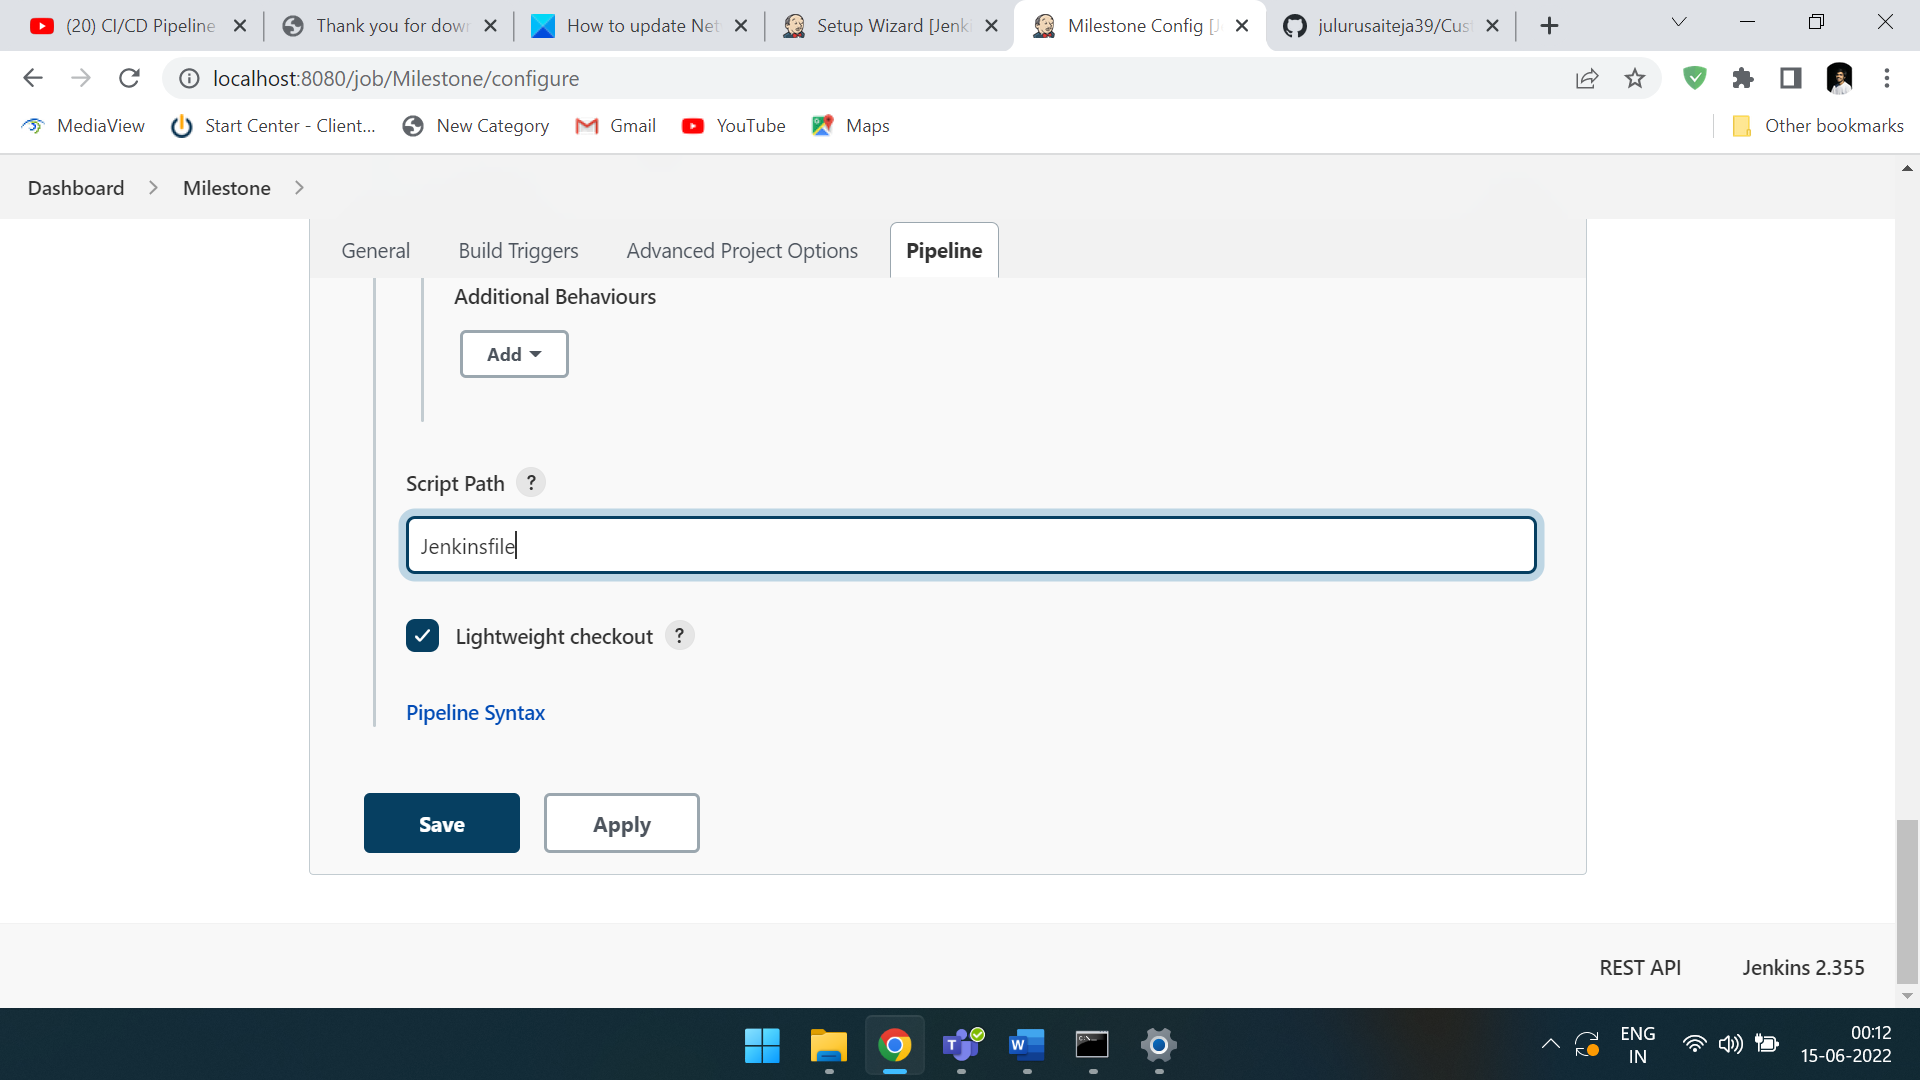 (20) CI/CD Pipeline
Thank you for dow
How to update Net
Setup Wizard [Jenki
Milestone Config [J
julurusaiteja39/Cust
localhost:8080/job/Milestone/configure
MediaView
Start Center - Client...
New Category
Gmail
YouTube
Maps
Other bookmarks
Dashboard
Milestone
General
Build Triggers
Advanced Project Options
Pipeline
Additional Behaviours
Add
Script Path ?
Jenkinsfile
Lightweight checkout ?
Pipeline Syntax
Save
Apply
REST API
Jenkins 2.355
ENG
IN
00:12
15-06-2022